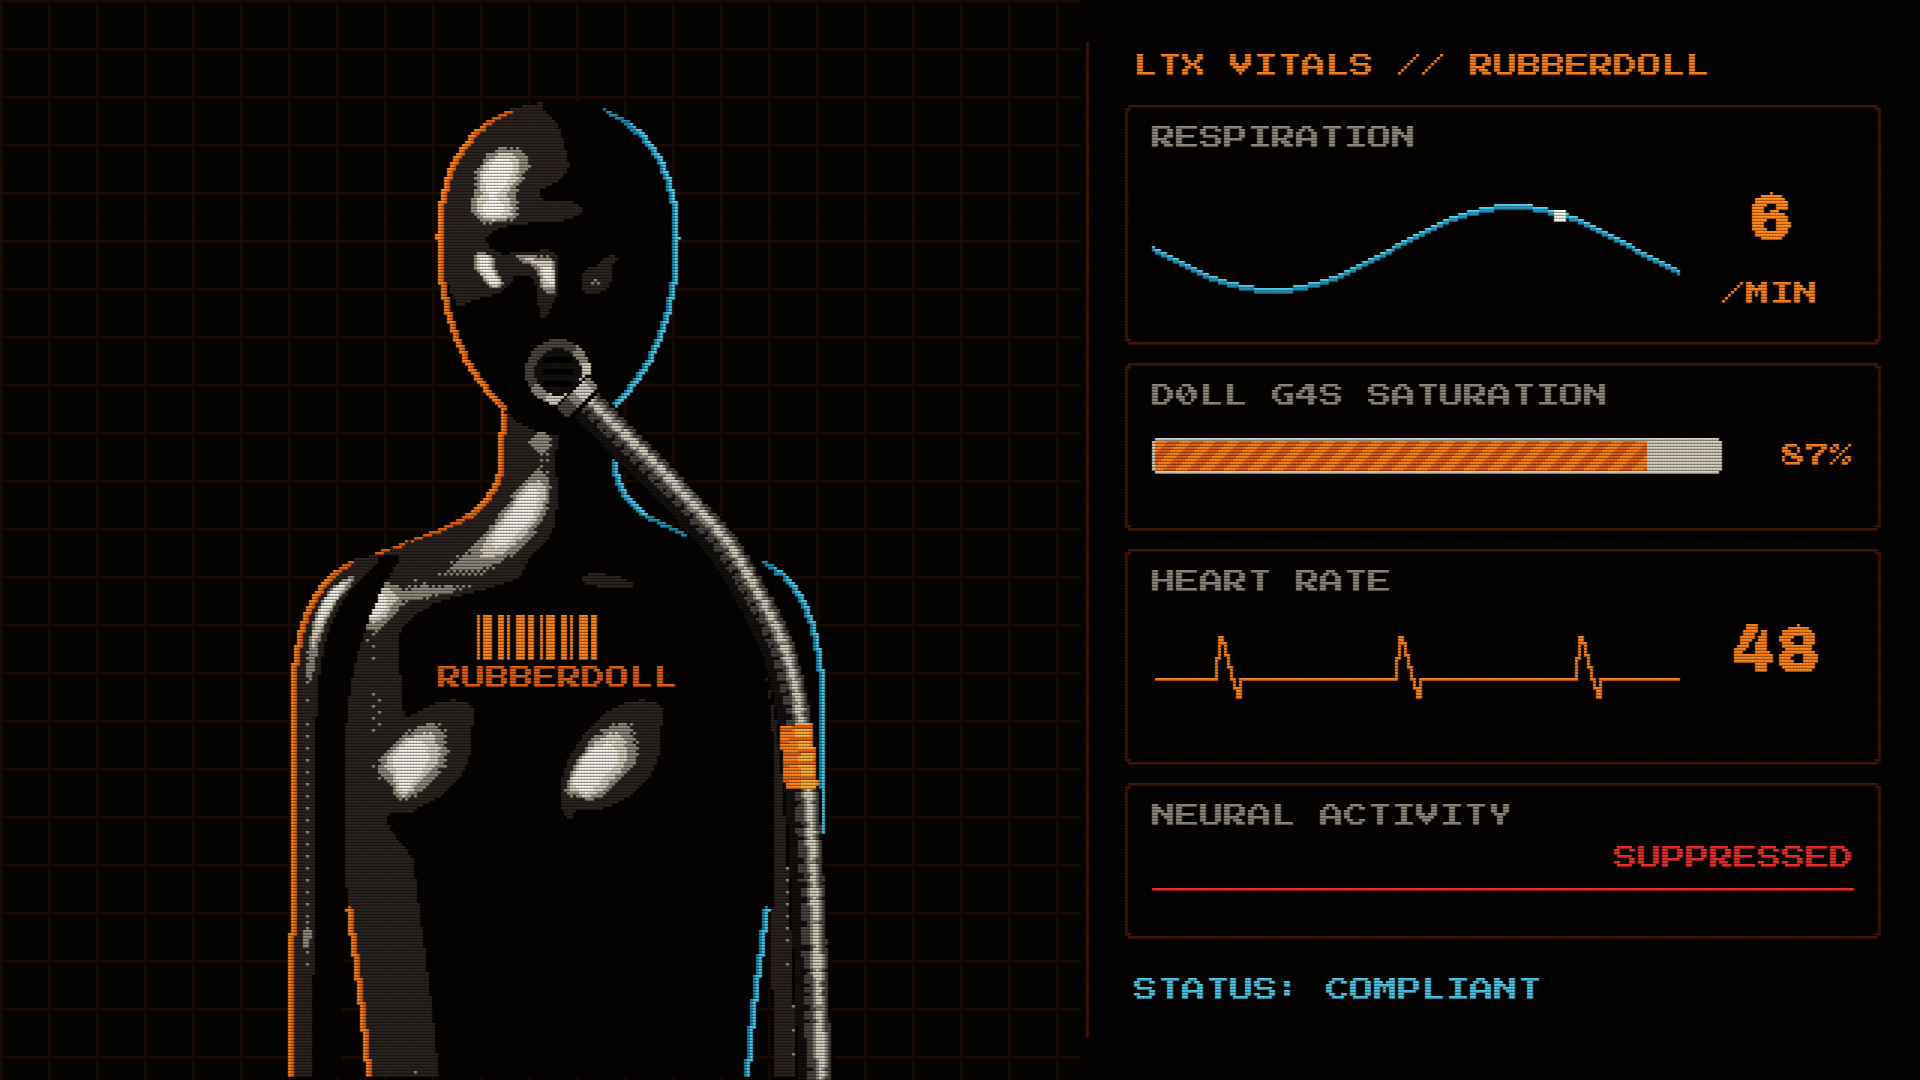 LTX VITALS // RUBBERDOLL
RESPIRATION
6
/MIN
D0LL G4S SATURATION
87%
HEART RATE
48
NEURAL ACTIVITY
SUPPRESSED
STATUS: COMPLIANT
RUBBERDOLL